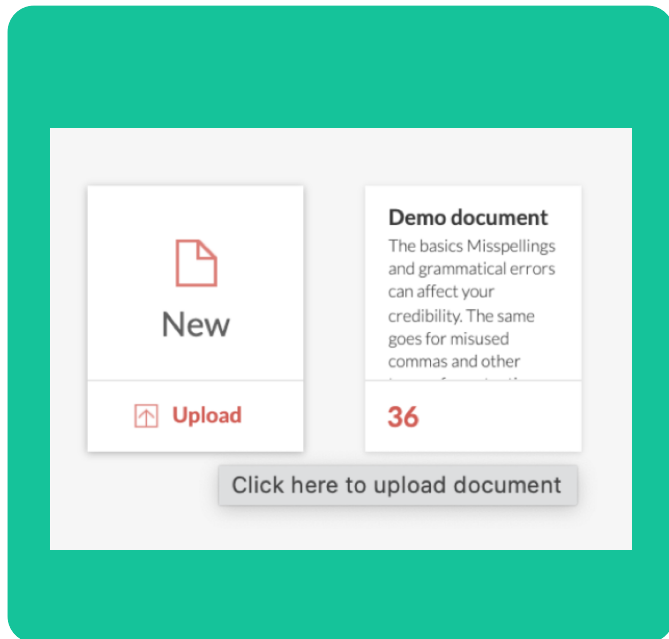 New
Upload
Demo document
The basics Misspellings
and grammatical errors
can affect your
credibility. The same
goes for misused
commas and other
36
Click here to upload document